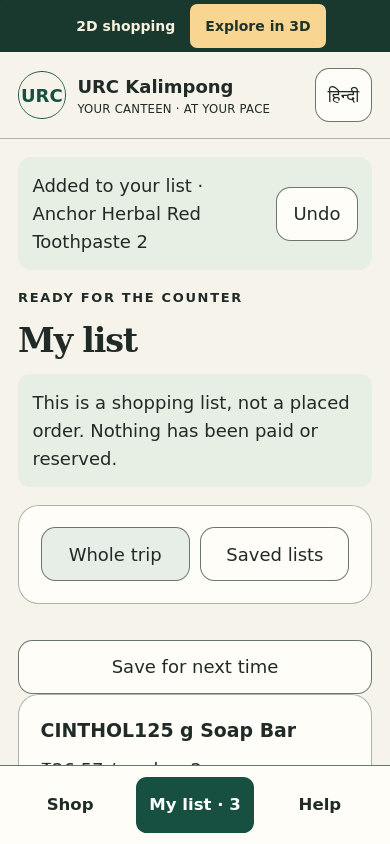 2D shopping
Explore in 3D
URC
URC Kalimpong
YOUR CANTEEN · AT YOUR PACE
हिन्दी
Added to your list ·
Anchor Herbal Red
Toothpaste 2
Undo
READY FOR THE COUNTER
My list
This is a shopping list, not a placed
order. Nothing has been paid or
reserved.
Whole trip
Saved lists
Save for next time
CINTHOL125 g Soap Bar
Shop
My list · 3
Help